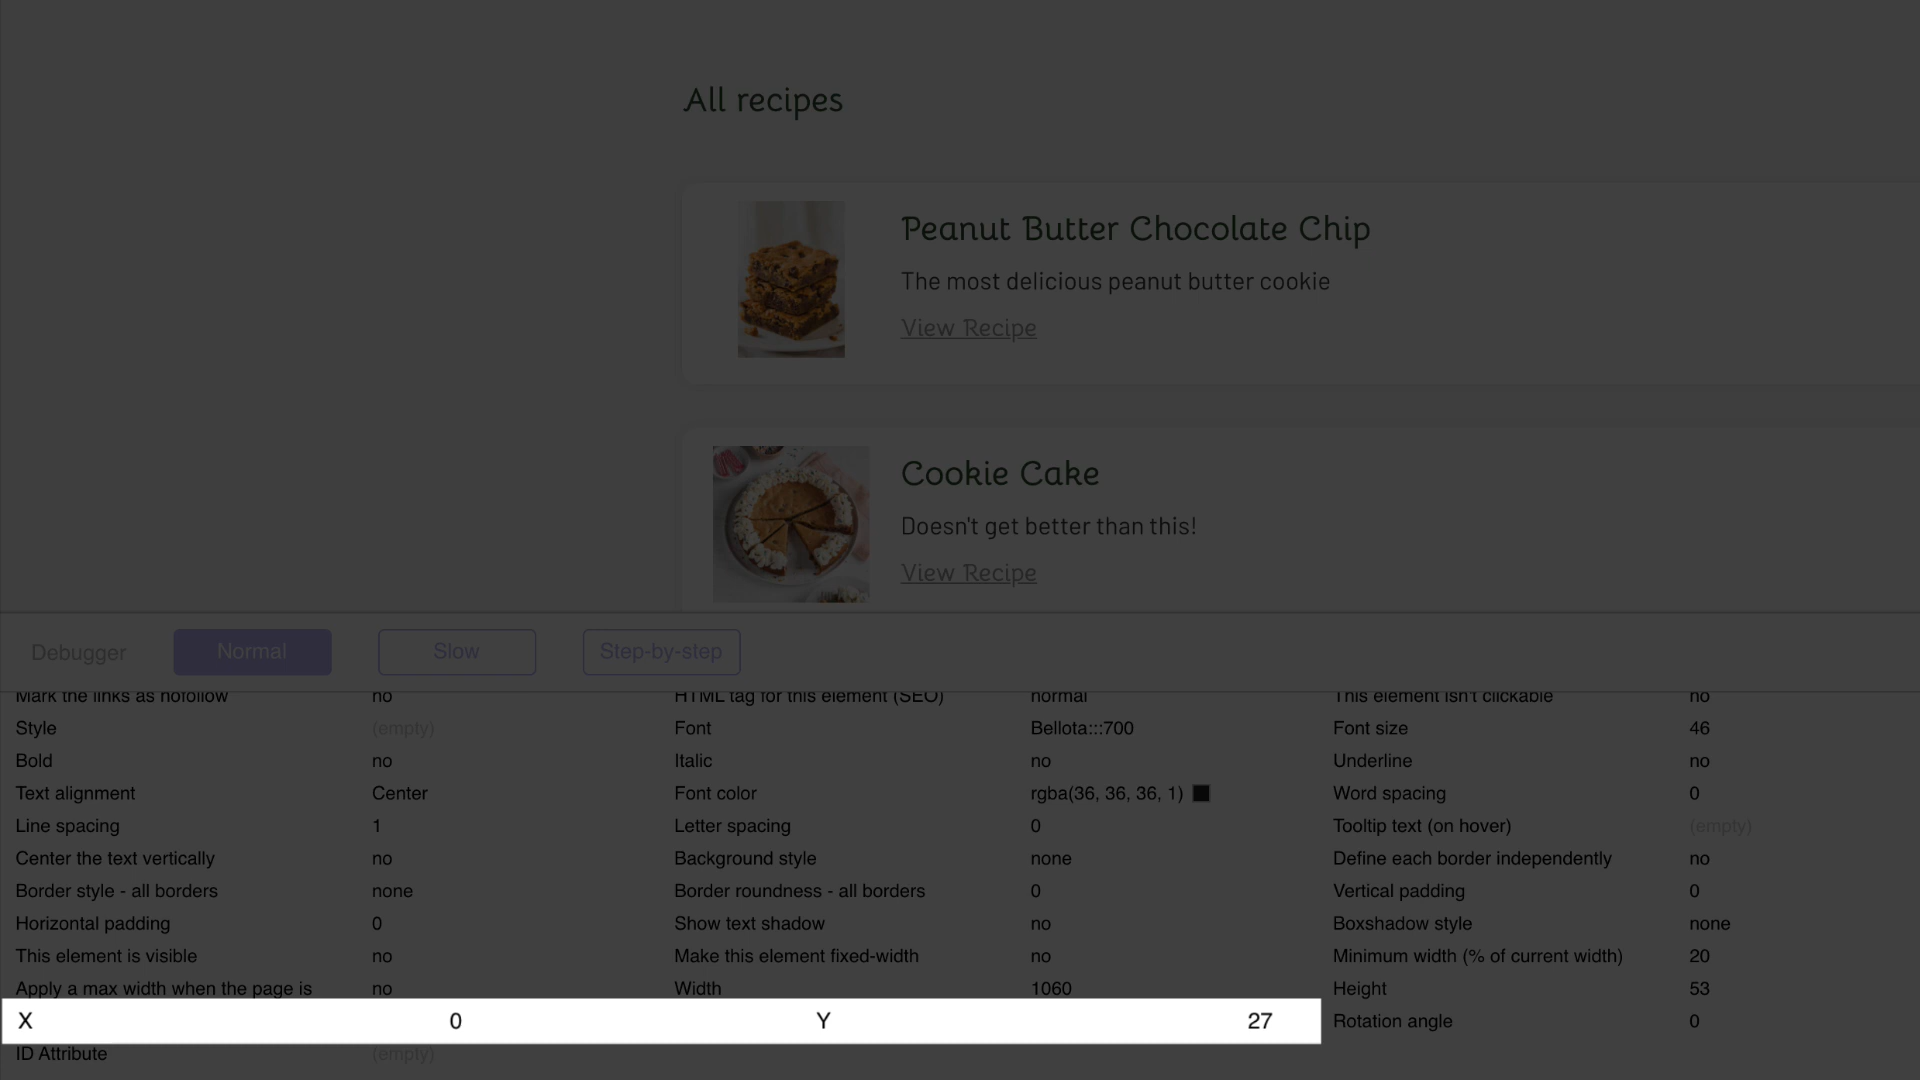 All recipes
Peanut Butter Chocolate Chip
The most delicious peanut butter cookie
View Recipe
Cookie Cake
Doesn't get better than this!
View Recipe
Debugger Normal Slow Step-by-step
Mark the links as nofollow no HTML tag for this element (SEO) normal This element isn't clickable no
Style (empty) Font Bellota:::700 Font size 46
Bold no Italic no Underline no
Text alignment Center Font color rgba(36, 36, 36, 1) Word spacing 0
Line spacing 1 Letter spacing 0 Tooltip text (on hover) (empty)
Center the text vertically no Background style none Define each border independently no
Border style - all borders none Border roundness - all borders 0 Vertical padding 0
Horizontal padding 0 Show text shadow no Boxshadow style none
This element is visible no Make this element fixed-width no Minimum width (% of current width) 20
Apply a max width when the page is no Width 1060 Height 53
X 0 Y 27 Rotation angle 0
ID Attribute (empty)